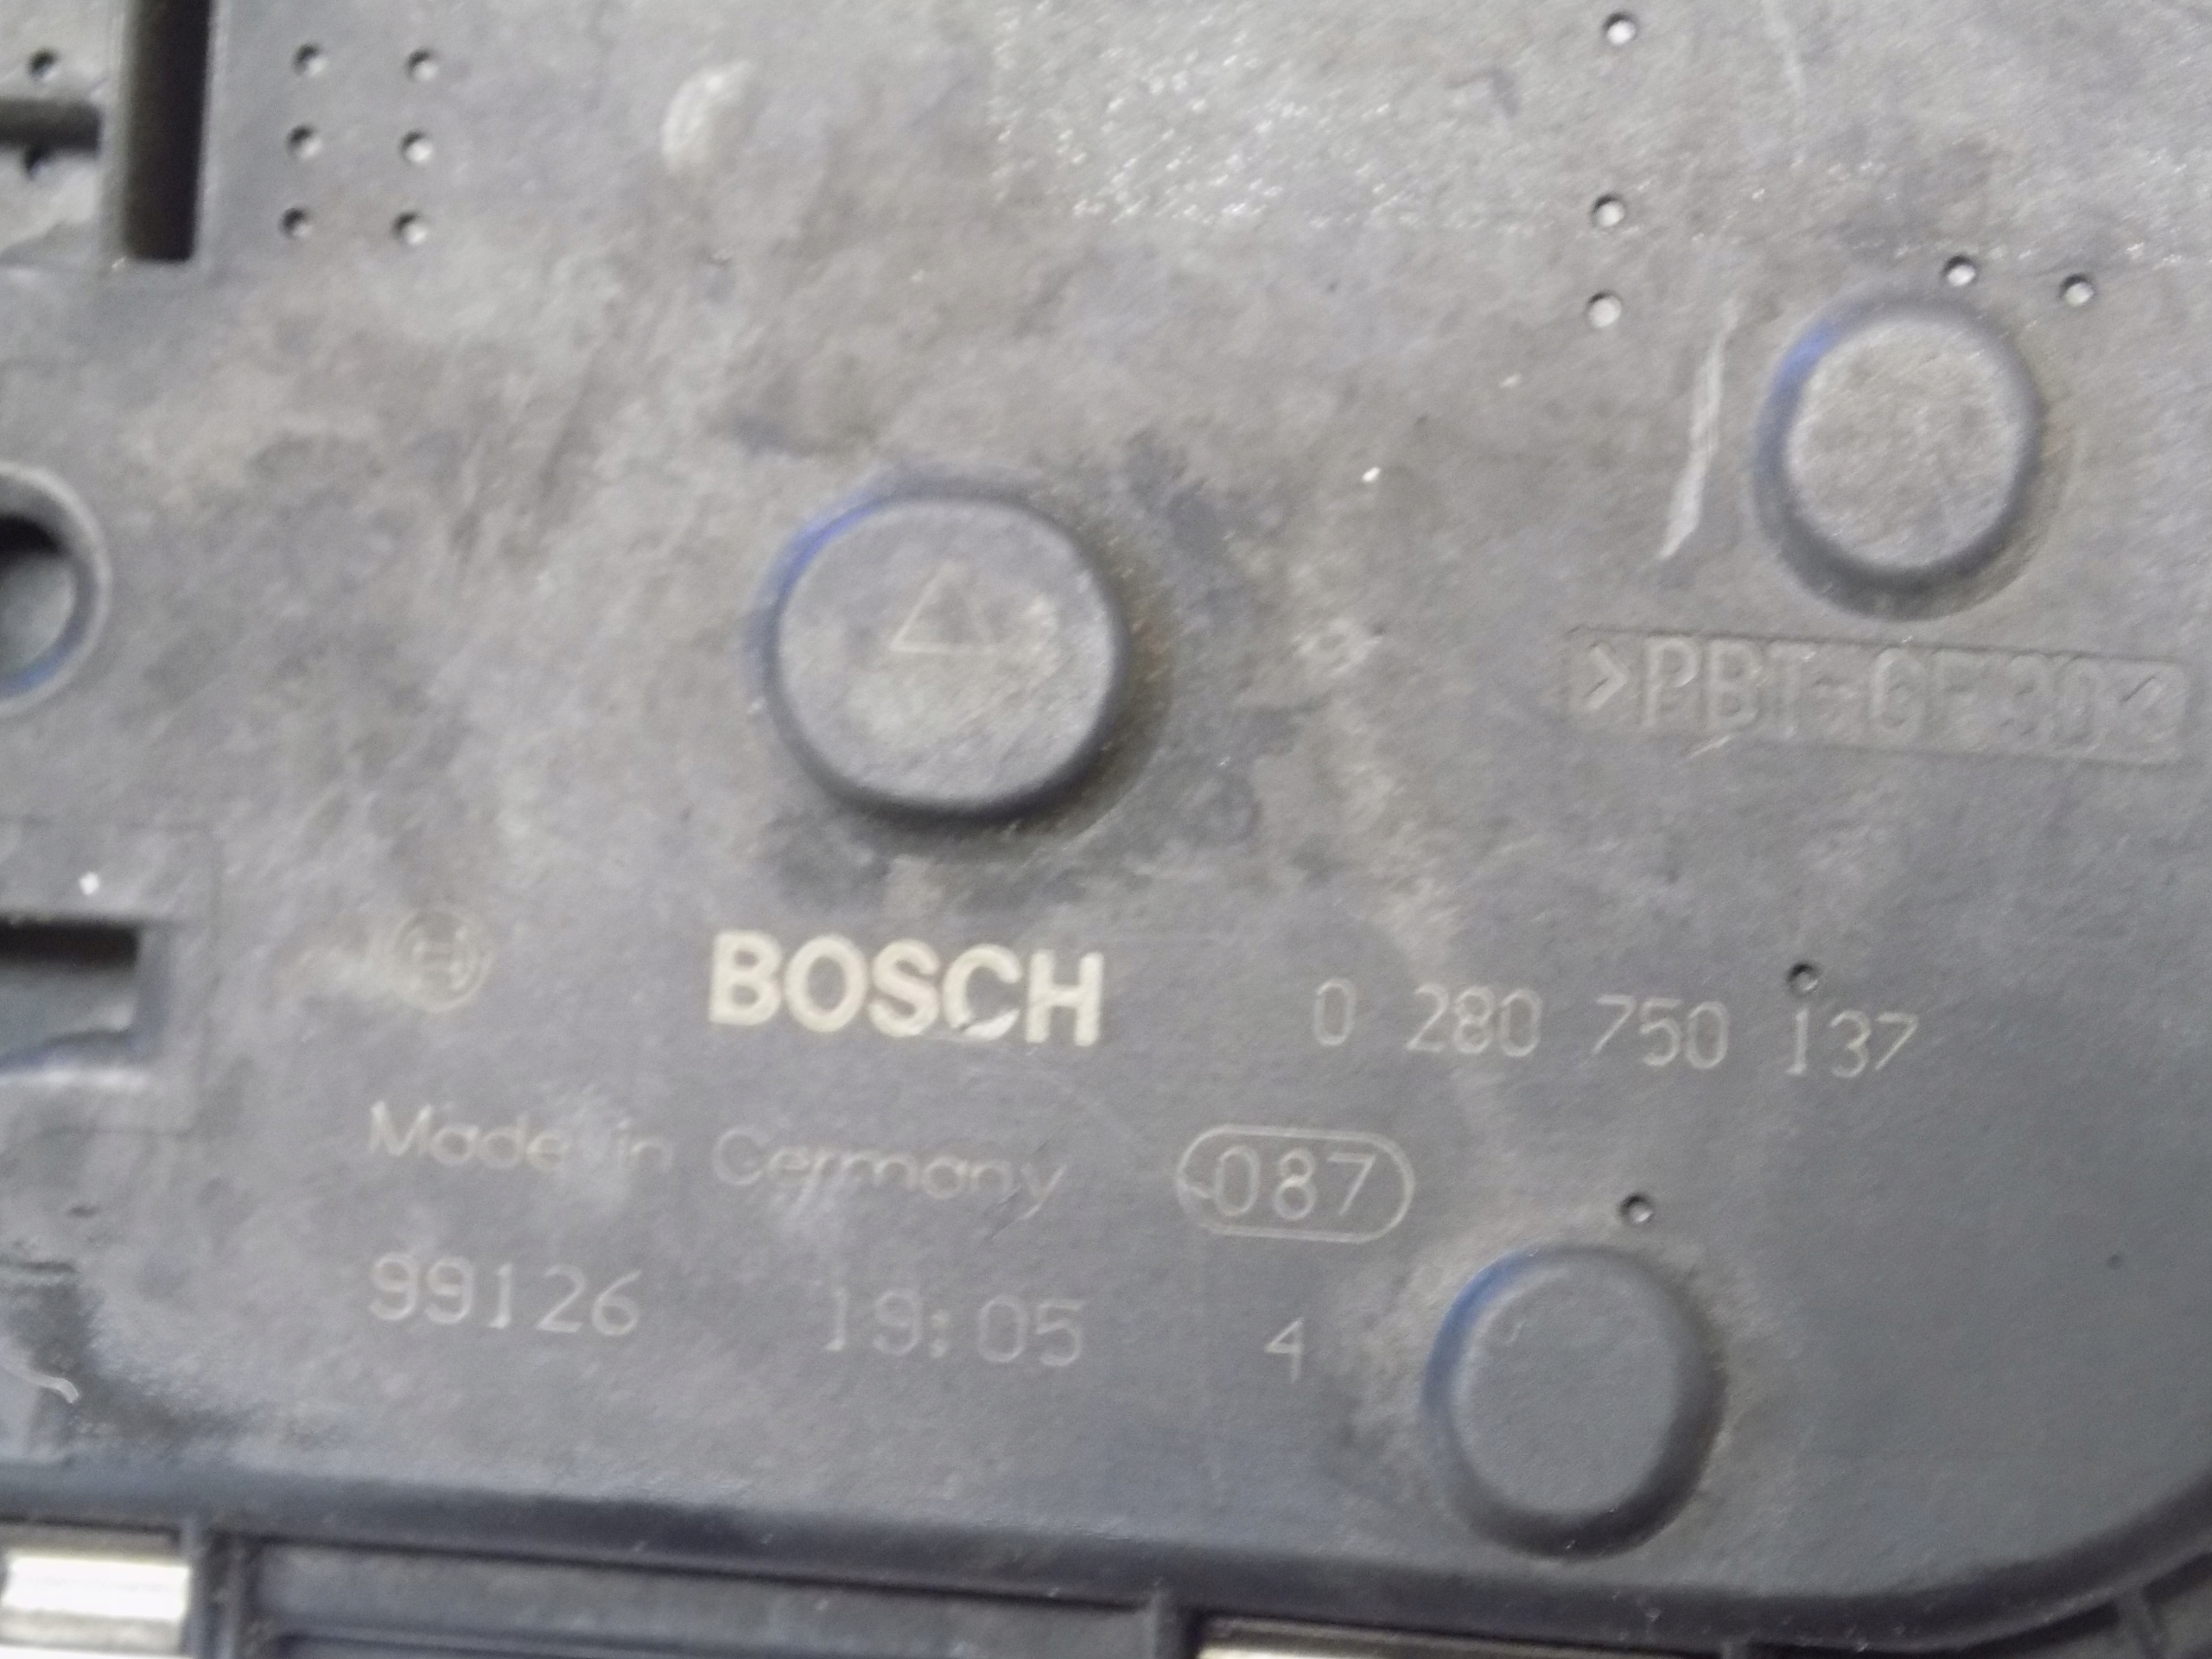 >PBT-GF30<
BOSCH 0 280 750 137
Made in Germany 087
99126 19:05 4